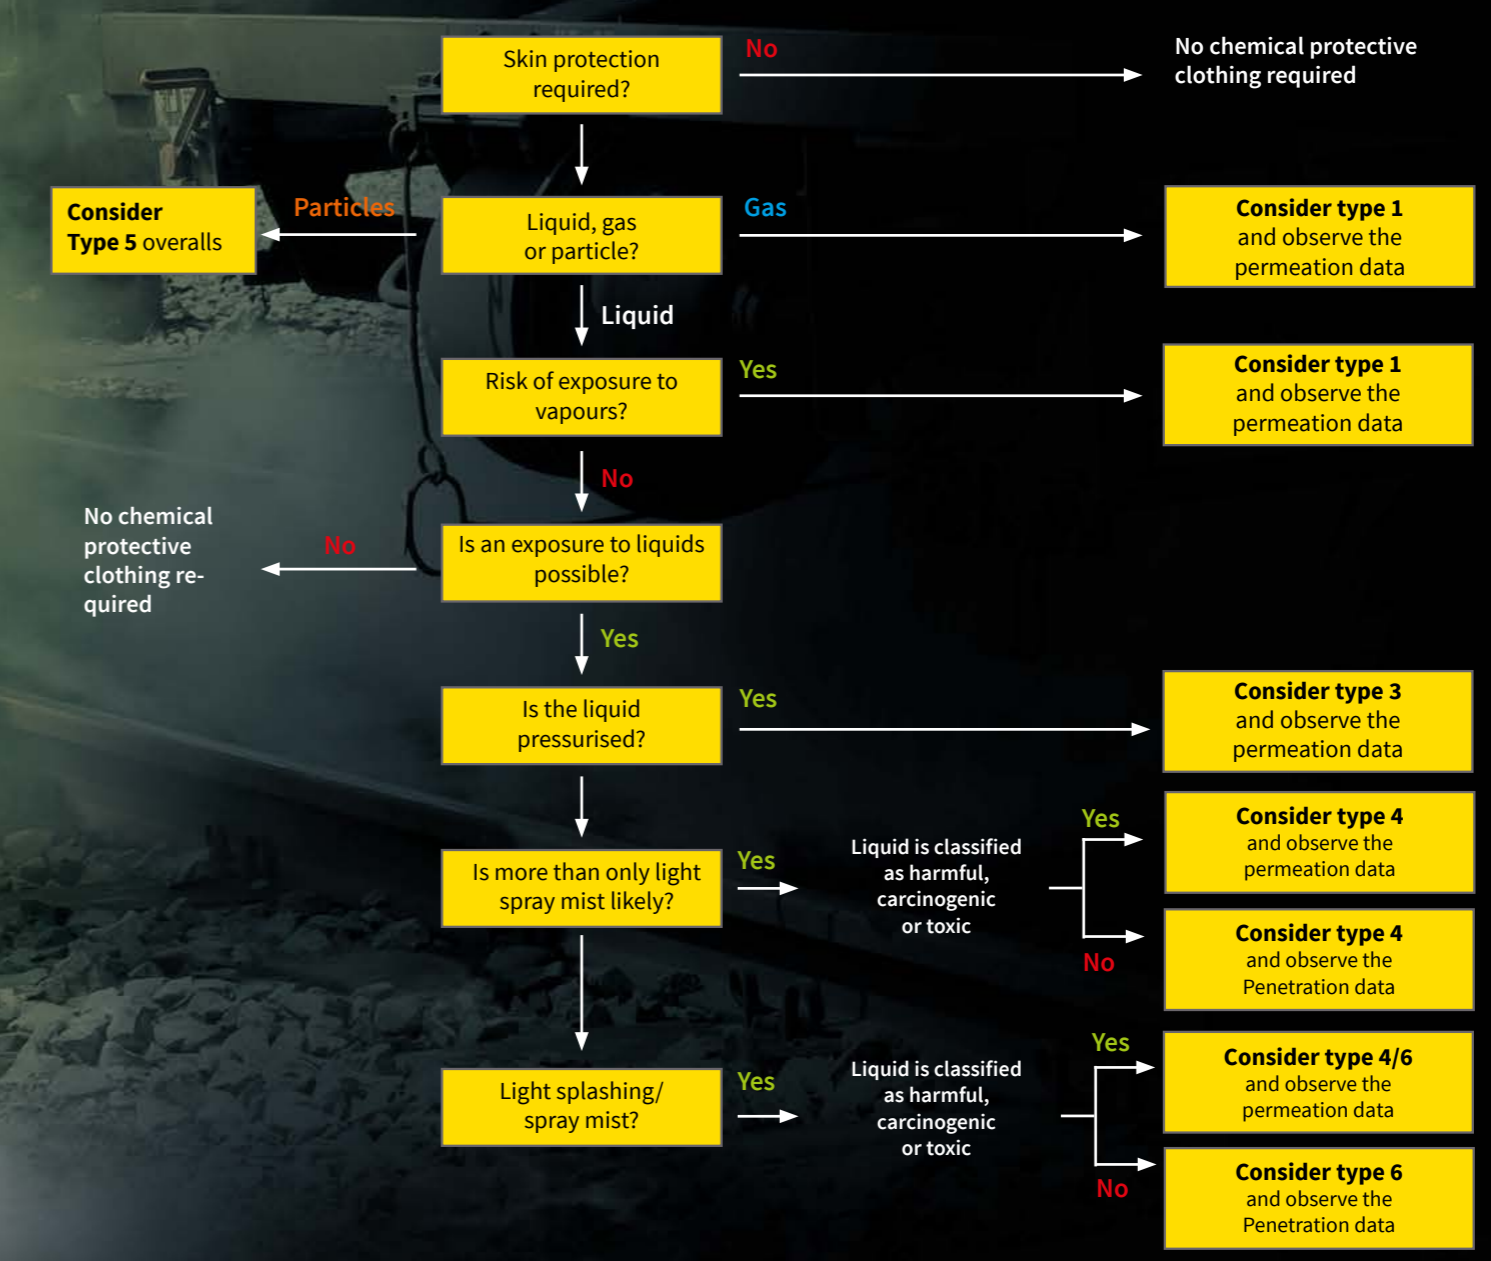 Skin protection
required?
No
No chemical protective
clothing required
Consider
Type 5 overalls
Particles
Liquid, gas
or particle?
Gas
Consider type 1
and observe the
permeation data
Liquid
Risk of exposure to
vapours?
Yes
Consider type 1
and observe the
permeation data
No
No chemical
protective
clothing re-
quired
No
Is an exposure to liquids
possible?
Yes
Is the liquid
pressurised?
Yes
Consider type 3
and observe the
permeation data
Is more than only light
spray mist likely?
Yes
Liquid is classified
as harmful,
carcinogenic
or toxic
Yes
Consider type 4
and observe the
permeation data
No
Consider type 4
and observe the
Penetration data
Light splashing/
spray mist?
Yes
Liquid is classified
as harmful,
carcinogenic
or toxic
Yes
Consider type 4/6
and observe the
permeation data
No
Consider type 6
and observe the
Penetration data